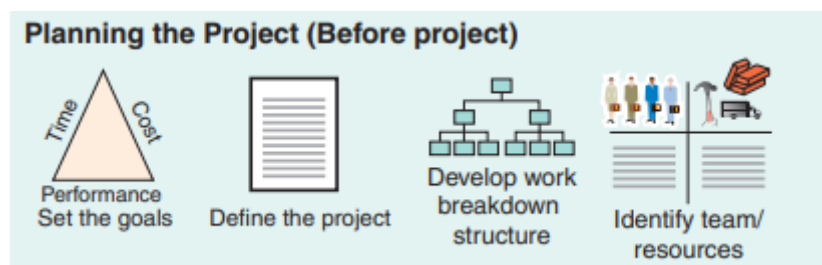 Planning the Project (Before project)
Time
Cost
Performance
Set the goals
Define the project
Develop work
breakdown
structure
Identify team/
resources